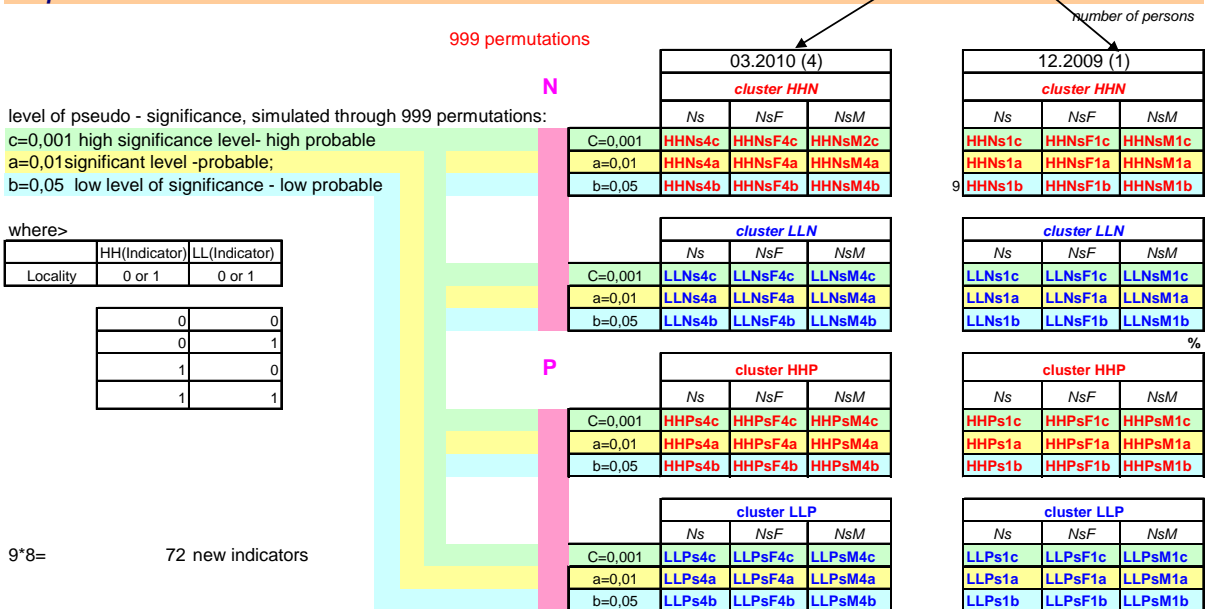 number of persons
999 permutations
03.2010 (4) 12.2009 (1)
N cluster HHN cluster HHN
level of pseudo - significance, simulated through 999 permutations: Ns NsF NsM Ns NsF NsM
c=0,001 high significance level- high probable C=0,001 HHNs4c HHNsF4c HHNsM2c HHNs1c HHNsF1c HHNsM1c
a=0,01significant level -probable; a=0,01 HHNs4a HHNsF4a HHNsM4a HHNs1a HHNsF1a HHNsM1a
b=0,05 low level of significance - low probable b=0,05 HHNs4b HHNsF4b HHNsM4b 9 HHNs1b HHNsF1b HHNsM1b
where> cluster LLN cluster LLN
HH(Indicator) LL(Indicator) Ns NsF NsM Ns NsF NsM
Locality 0 or 1 0 or 1 C=0,001 LLNs4c LLNsF4c LLNsM4c LLNs1c LLNsF1c LLNsM1c
a=0,01 LLNs4a LLNsF4a LLNsM4a LLNs1a LLNsF1a LLNsM1a
0 0 b=0,05 LLNs4b LLNsF4b LLNsM4b LLNs1b LLNsF1b LLNsM1b
0 1 %
1 0 P cluster HHP cluster HHP
1 1 Ns NsF NsM Ns NsF NsM
C=0,001 HHPs4c HHPsF4c HHPsM4c HHPs1c HHPsF1c HHPsM1c
a=0,01 HHPs4a HHPsF4a HHPsM4a HHPs1a HHPsF1a HHPsM1a
b=0,05 HHPs4b HHPsF4b HHPsM4b HHPs1b HHPsF1b HHPsM1b
cluster LLP cluster LLP
Ns NsF NsM Ns NsF NsM
9*8= 72 new indicators C=0,001 LLPs4c LLPsF4c LLPsM4c LLPs1c LLPsF1c LLPsM1c
a=0,01 LLPs4a LLPsF4a LLPsM4a LLPs1a LLPsF1a LLPsM1a
b=0,05 LLPs4b LLPsF4b LLPsM4b LLPs1b LLPsF1b LLPsM1b